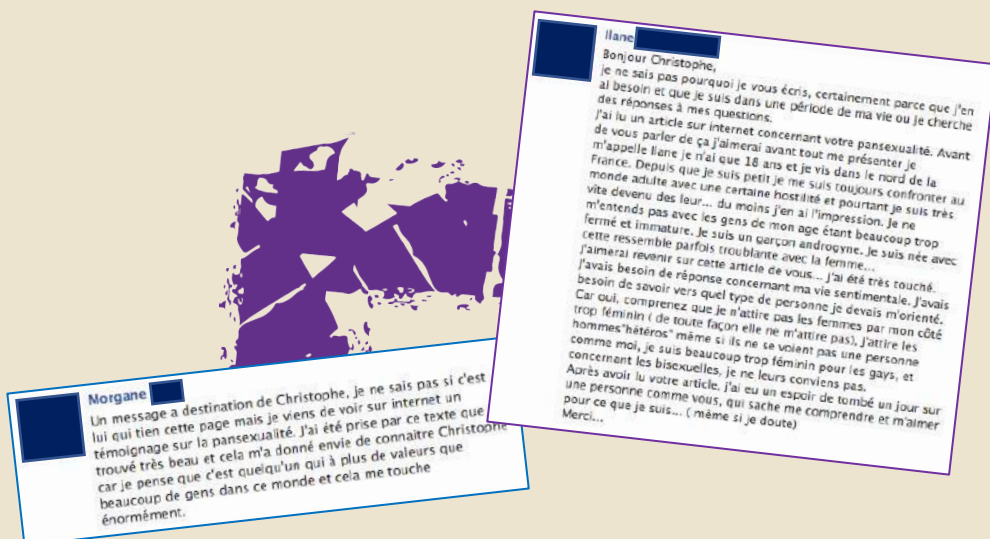 Ilane
Bonjour Christophe,
je ne sais pas pourquoi je vous écris, certainement parce que j'en
ai besoin et que je suis dans une période de ma vie ou je cherche
des réponses à mes questions.
J'ai lu un article sur internet concernant votre pansexualité. Avant
de vous parler de ça j'aimerai avant tout me présenter je
m'appelle Ilane je n'ai que 18 ans et je vis dans le nord de la
France. Depuis que je suis petit je me suis toujours confronter au
monde adulte avec une certaine hostilité et pourtant je suis très
vite devenu des leur... du moins j'en ai l'impression. Je ne
m'entends pas avec les gens de mon age étant beaucoup trop
fermé et immature. Je suis un garçon androgyne. Je suis née avec
cette ressemble parfois troublante avec la femme...
J'aimerai revenir sur cette article de vous... J'ai été très touché.
J'avais besoin de réponse concernant ma vie sentimentale. J'avais
besoin de savoir vers quel type de personne je devais m'orienté.
Car oui, comprenez que je n'attire pas les femmes par mon côté
trop féminin ( de toute façon elle ne m'attire pas), j'attire les
hommes"hétéros" même si ils ne se voient pas une personne
comme moi, je suis beaucoup trop féminin pour les gays, et
concernant les bisexuelles, je ne leurs conviens pas.
Après avoir lu votre article, j'ai eu un espoir de tombé un jour sur
une personne comme vous, qui sache me comprendre et m'aimer
pour ce que je suis... ( même si je doute)
Merci...
Morgane
Un message a destination de Christophe, je ne sais pas si c'est
lui qui tien cette page mais je viens de voir sur internet un
témoignage sur la pansexualité. J'ai été prise par ce texte que
trouvé très beau et cela m'a donné envie de connaitre Christophe
car je pense que c'est quelqu'un qui à plus de valeurs que
beaucoup de gens dans ce monde et cela me touche
énormément.